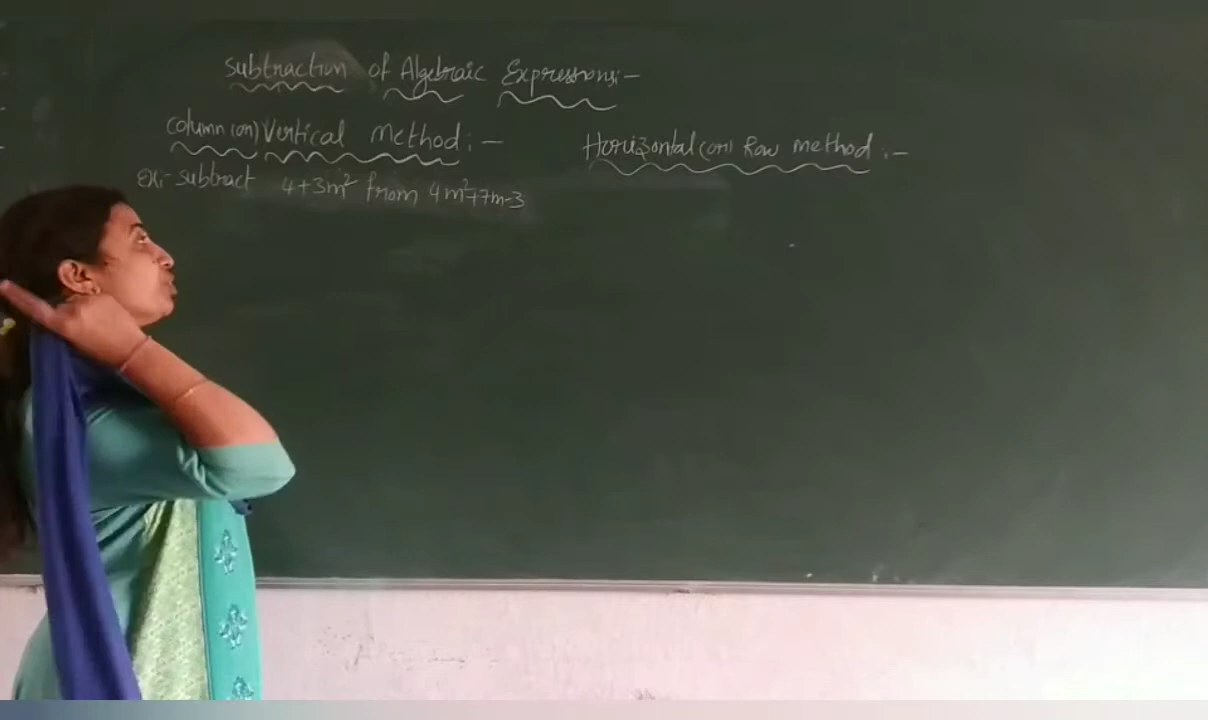 Subtraction of Algebraic Expressions:-
Column (or) Vertical Method :-
Ex:- Subtract 4+3m² from 4m²+7m-3
Horizontal (or) Row method :-